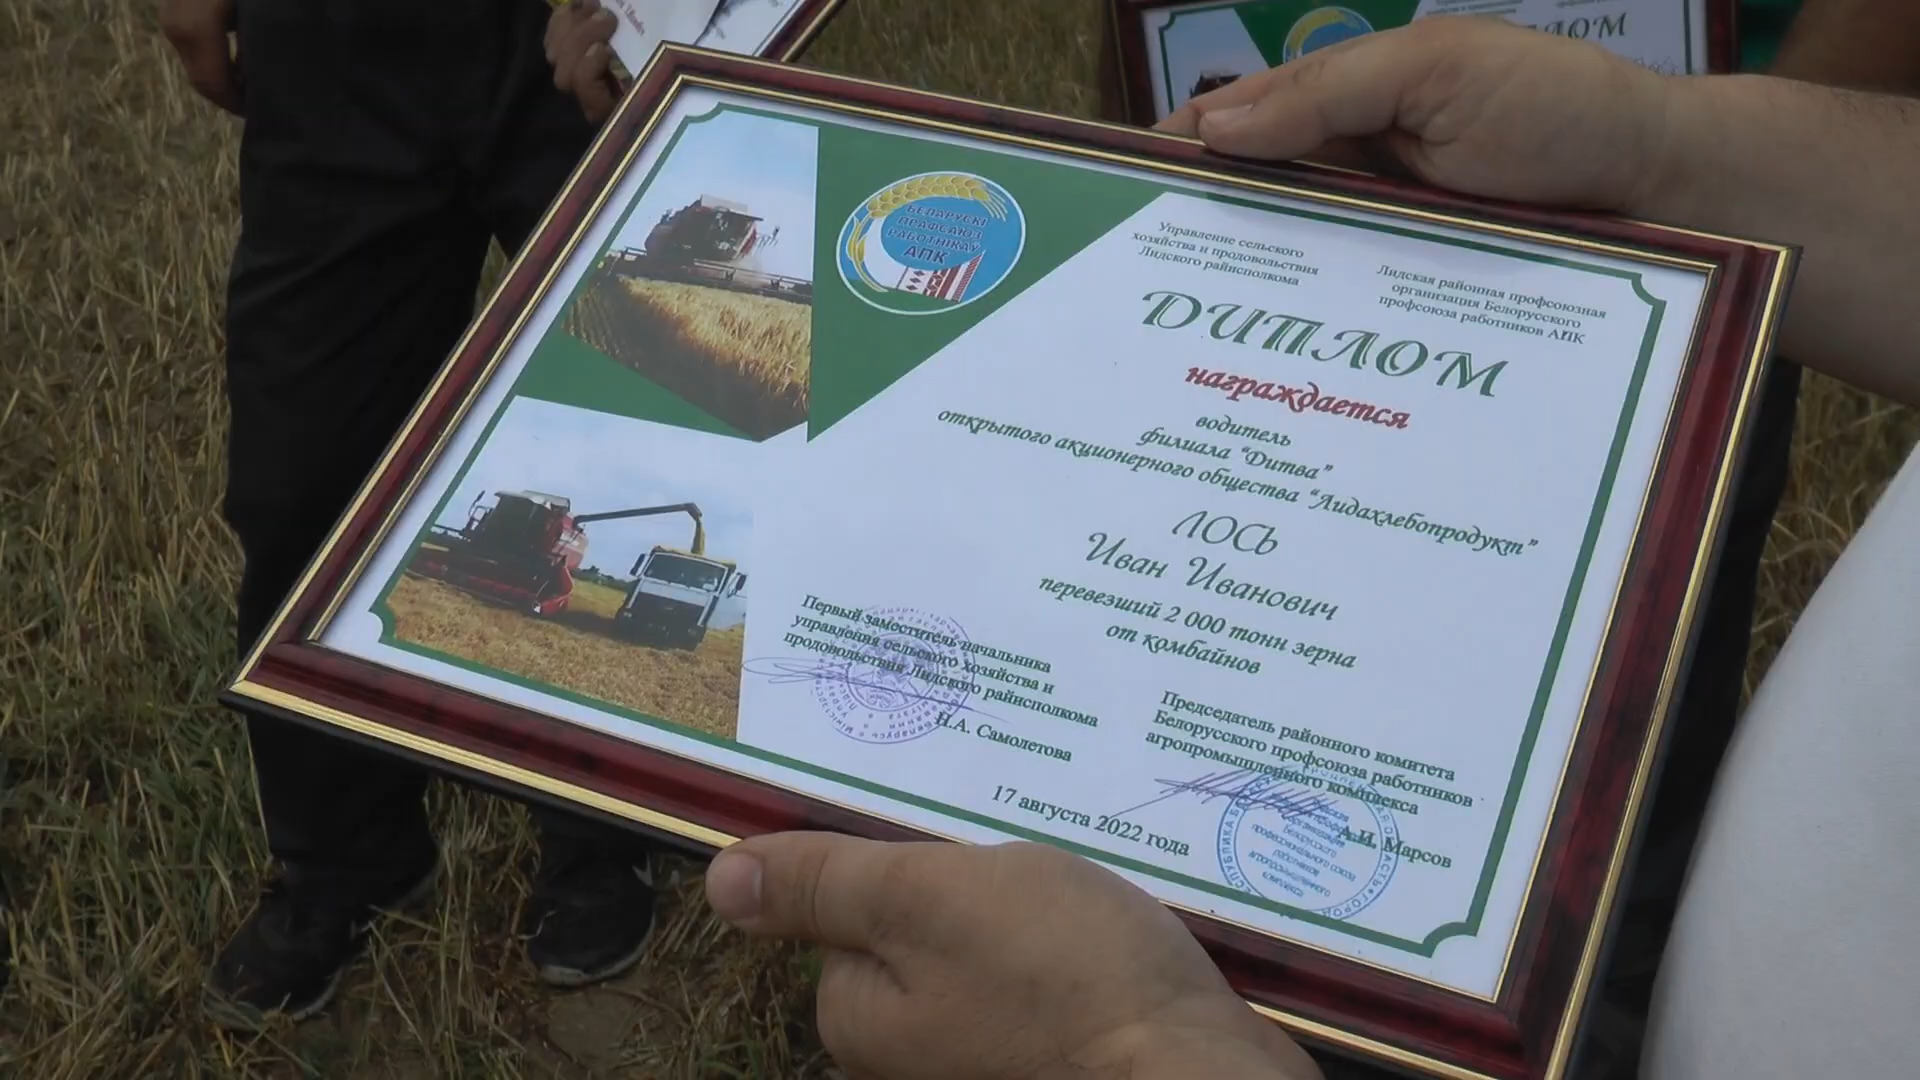 БЕЛАРУСКІ
ПРАФСАЮЗ
РАБОТНІКАЎ
АПК
Управление сельского
хозяйства и продовольствия
Лидского райисполкома
Лидская районная профсоюзная
организация Белорусского
профсоюза работников АПК
ДИПЛОМ
награждается
водитель
филиала “Дитва”
открытого акционерного общества “Лидахлебопродукт”
ЛОСЬ
Иван Иванович
перевезший 2 000 тонн зерна
от комбайнов
Первый заместитель начальника
управления сельского хозяйства и
продовольствия Лидского райисполкома
Н.А. Самолетова
Председатель районного комитета
Белорусского профсоюза работников
агропромышленного комплекса
А.И. Марсов
17 августа 2022 года